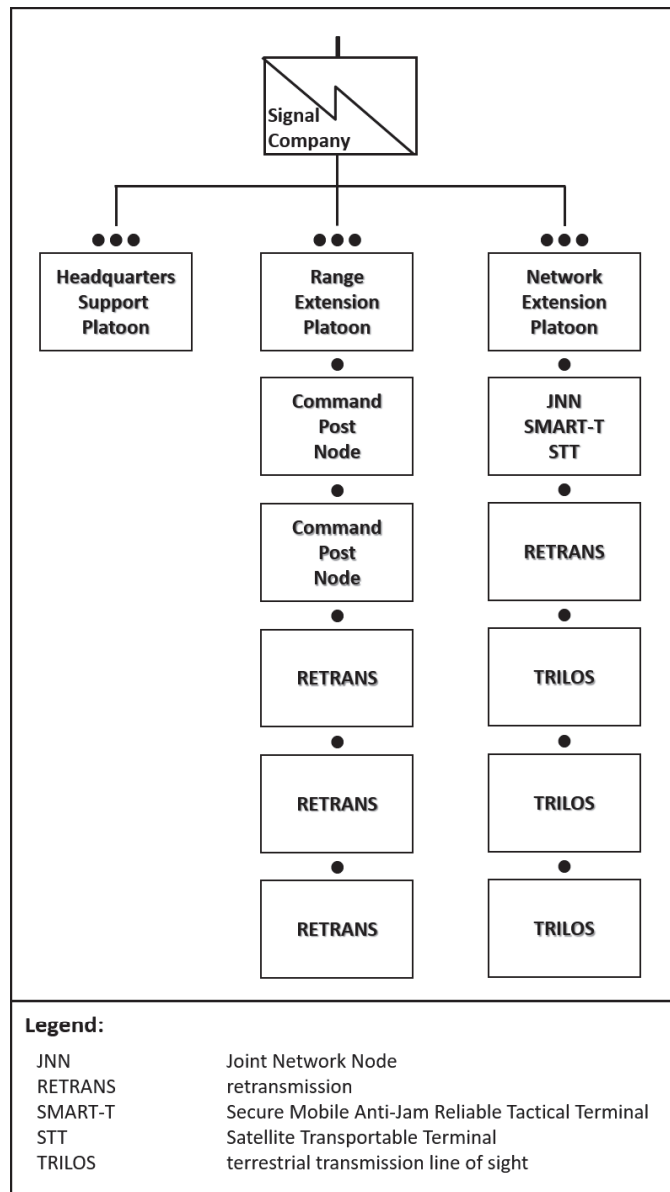 Signal
Company
Headquarters
Support
Platoon
Range
Extension
Platoon
Network
Extension
Platoon
Command
Post
Node
JNN
SMART-T
STT
Command
Post
Node
RETRANS
RETRANS
TRILOS
RETRANS
TRILOS
RETRANS
TRILOS
Legend:
JNN Joint Network Node
RETRANS retransmission
SMART-T Secure Mobile Anti-Jam Reliable Tactical Terminal
STT Satellite Transportable Terminal
TRILOS terrestrial transmission line of sight